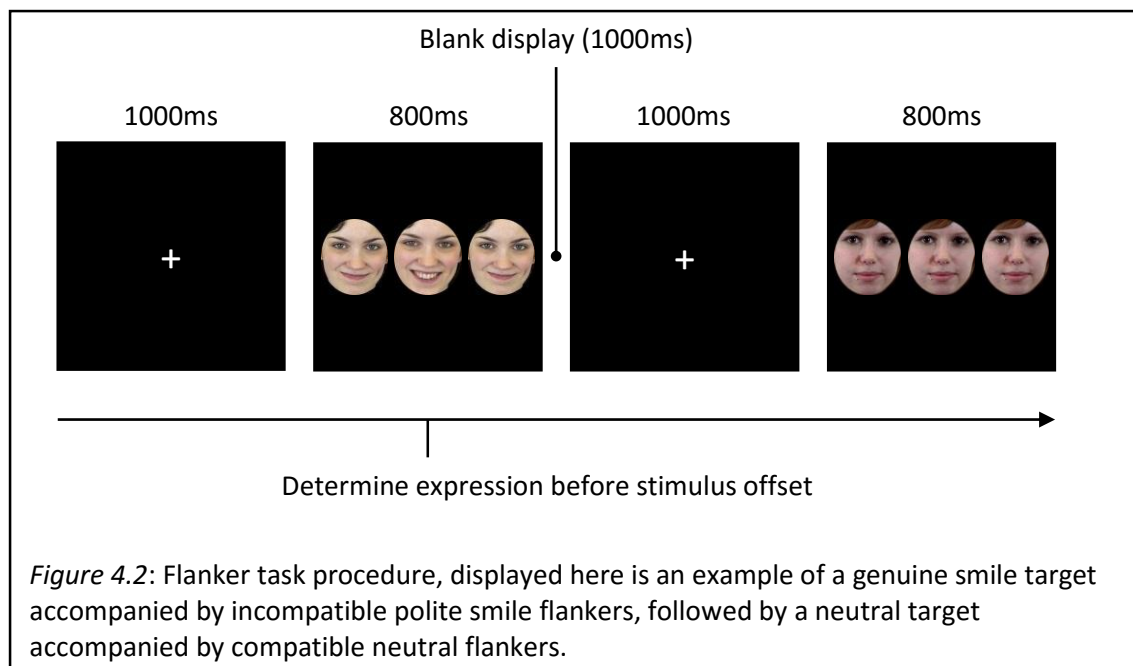 Blank display (1000ms)
1000ms 800ms 1000ms 800ms
+ +
Determine expression before stimulus offset
Figure 4.2: Flanker task procedure, displayed here is an example of a genuine smile target
accompanied by incompatible polite smile flankers, followed by a neutral target
accompanied by compatible neutral flankers.